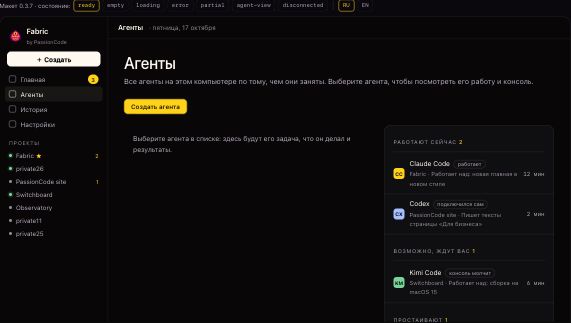 Макет 0.3.7 · состояние: ready empty loading error partial agent-view disconnected RU EN
Fabric
by PassionCode
+ Создать
Главная 3
Агенты
История
Настройки
ПРОЕКТЫ
Fabric ★ 2
private26
PassionCode site 1
Switchboard
Observatory
private11
private25
Агенты · пятница, 17 октября
Агенты
Все агенты на этом компьютере по тому, чем они заняты. Выберите агента, чтобы посмотреть его работу и консоль.
Создать агента
Выберите агента в списке: здесь будут его задача, что он делал и
результаты.
РАБОТАЮТ СЕЙЧАС 2
CC Claude Code работает
Fabric · Работает над: новая главная в
новом стиле
12 мин
CX Codex подключился сам
PassionCode site · Пишет тексты
страницы «Для бизнеса»
2 мин
ВОЗМОЖНО, ЖДУТ ВАС 1
KM Kimi Code консоль молчит
Switchboard · Работает над: сборка на
macOS 15
6 мин
ПРОСТАИВАЮТ 1